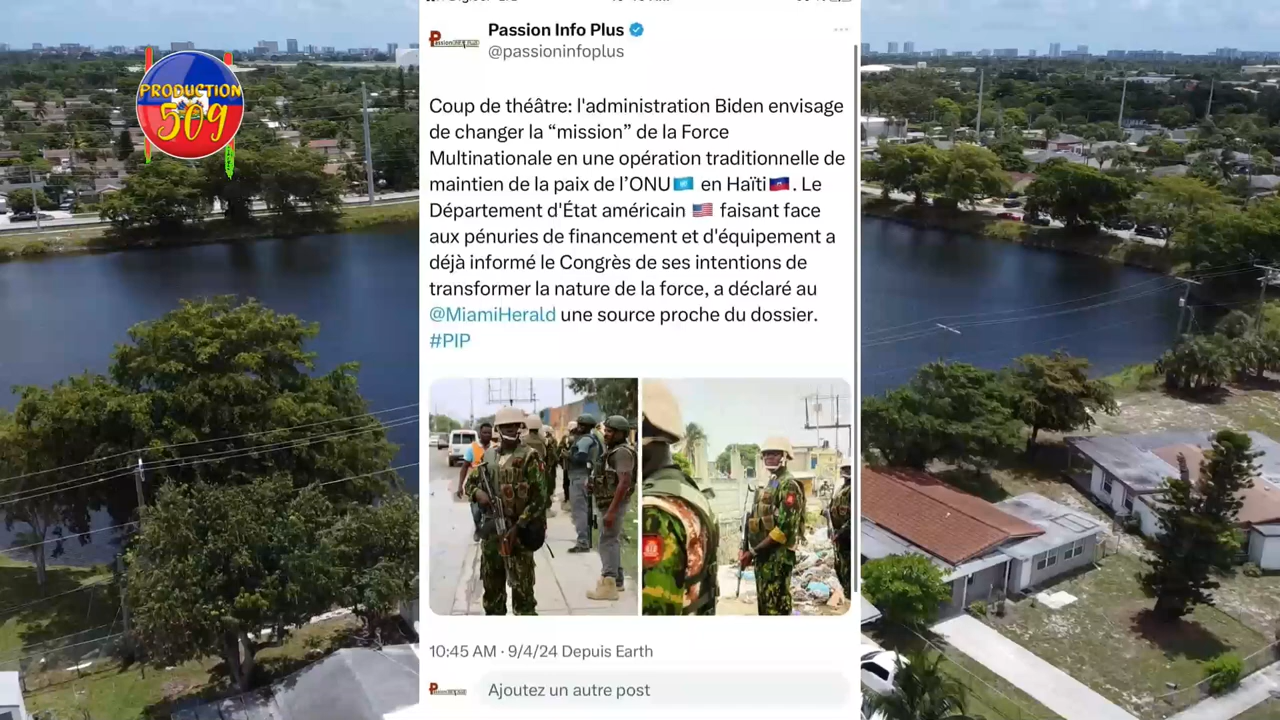 Passion Info Plus
@passioninfoplus
PRODUCTION
509
Coup de théâtre: l'administration Biden envisage
de changer la “mission” de la Force
Multinationale en une opération traditionnelle de
maintien de la paix de l’ONU🇺🇳 en Haïti🇭🇹. Le
Département d'État américain 🇺🇸 faisant face
aux pénuries de financement et d'équipement a
déjà informé le Congrès de ses intentions de
transformer la nature de la force, a déclaré au
@MiamiHerald une source proche du dossier.
#PIP
10:45 AM · 9/4/24 Depuis Earth
Ajoutez un autre post